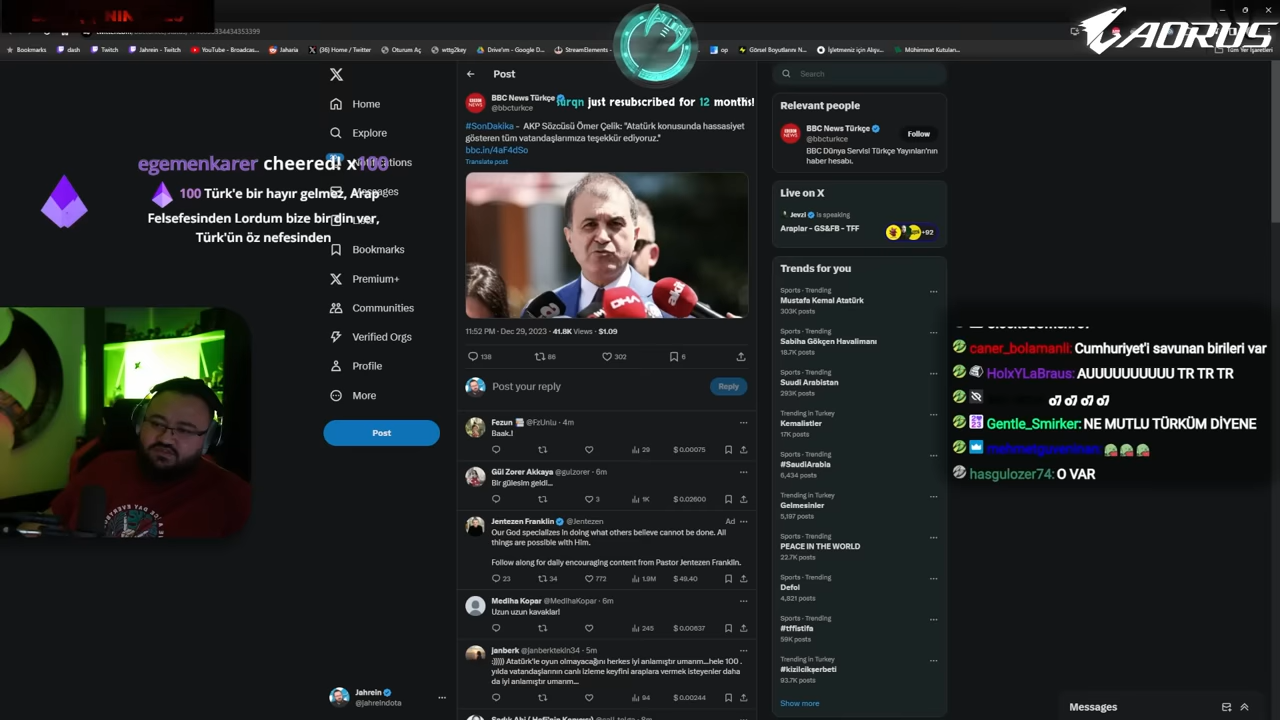 Bookmarks
dash
Twitch
Jahrein - Twitch
YouTube - Broadcas...
Jaharia
(36) Home / Twitter
Oturum Aç
wttg2key
Drive'ım - Google D...
StreamElements -
op
Görsel Boyutlarını N...
İşletmeniz için Alışv...
Mühimmat Kutuları...
Tüm Yer İşaretleri
AORUS
furqn just resubscribed for 12 months!
egemenkarer cheered! x100
100 Türk'e bir hayır gelmez, Arap
Felsefesinden Lordum bize bir din ver,
Türk'ün öz nefesinden
Home
Explore
Notifications
Messages
Bookmarks
Premium+
Communities
Verified Orgs
Profile
More
Post
Jahrein
@jahreindota
Post
BBC News Türkçe
@bbcturkce
#SonDakika - AKP Sözcüsü Ömer Çelik: "Atatürk konusunda hassasiyet
gösteren tüm vatandaşlarımıza teşekkür ediyoruz."
bbc.in/4aF4dSo
Translate post
DHA
akit
11:52 PM · Dec 29, 2023 · 41.8K Views · $1.09
138
86
302
6
Post your reply
Reply
Fezun @FzUnlu · 4m
Baak.!
29
$ 0.00075
Gül Zorer Akkaya @gulzorer · 6m
Bir gülesim geldi...
3
1K
$ 0.02600
Jentezen Franklin @Jentezen
Ad
Our God specializes in doing what others believe cannot be done. All
things are possible with Him.
Follow along for daily encouraging content from Pastor Jentezen Franklin.
23
34
772
1.9M
$ 49.40
Mediha Kopar @MedihaKopar · 6m
Uzun uzun kavaklar!
245
$ 0.00637
janberk @janberktekin34 · 5m
:))))) Atatürk'le oyun olmayacağını herkes iyi anlamıştır umarım...hele 100 .
yılda vatandaşlarının canlı izleme keyfini araplara vermek isteyenler daha
da iyi anlamıştır umarım...
94
$ 0.00244
Search
Relevant people
BBC News Türkçe
@bbcturkce
Follow
BBC Dünya Servisi Türkçe Yayınları'nın
haber hesabı.
Live on X
Jevzi is speaking
Araplar - GS&FB - TFF
+92
Trends for you
Sports · Trending
Mustafa Kemal Atatürk
303K posts
Sports · Trending
Sabiha Gökçen Havalimanı
18.7K posts
Sports · Trending
Suudi Arabistan
293K posts
Trending in Turkey
Kemalistler
17K posts
Sports · Trending
#SaudiArabia
6,434 posts
Trending in Turkey
Gelmesinler
5,197 posts
Sports · Trending
PEACE IN THE WORLD
22.7K posts
Sports · Trending
Defol
4,821 posts
Sports · Trending
#tffistifa
59K posts
Trending in Turkey
#kizilcikşerbeti
93.7K posts
Show more
caner_bolamanli: Cumhuriyet'i savunan birileri var
HolxYLaBraus: AUUUUUUUUU TR TR TR
Gentle_Smirker: NE MUTLU TÜRKÜM DİYENE
hasgulozer74: O VAR
Messages